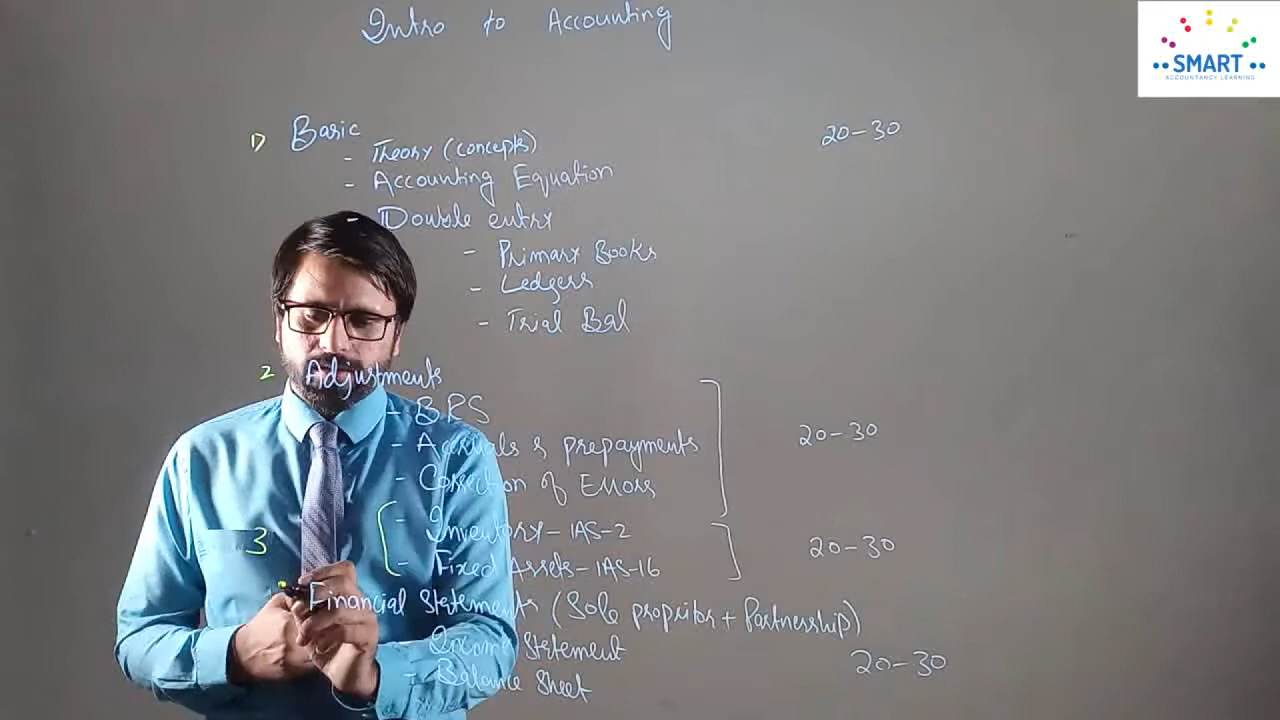 Intro to Accounting
SMART
ACCOUNTANCY LEARNING
1) Basic
- Theory (concepts)
20-30
- Accounting Equation
- Double entry
- Primary Books
- Ledgers
- Trial Bal
2 Adjustments
- BRS
- Accruals & prepayments
20-30
- Correction of Errors
3
- Inventory - IAS-2
20-30
- Fixed Assets - IAS-16
Financial Statements (Sole propritor + Partnership)
Income Statement
20-30
- Balance Sheet